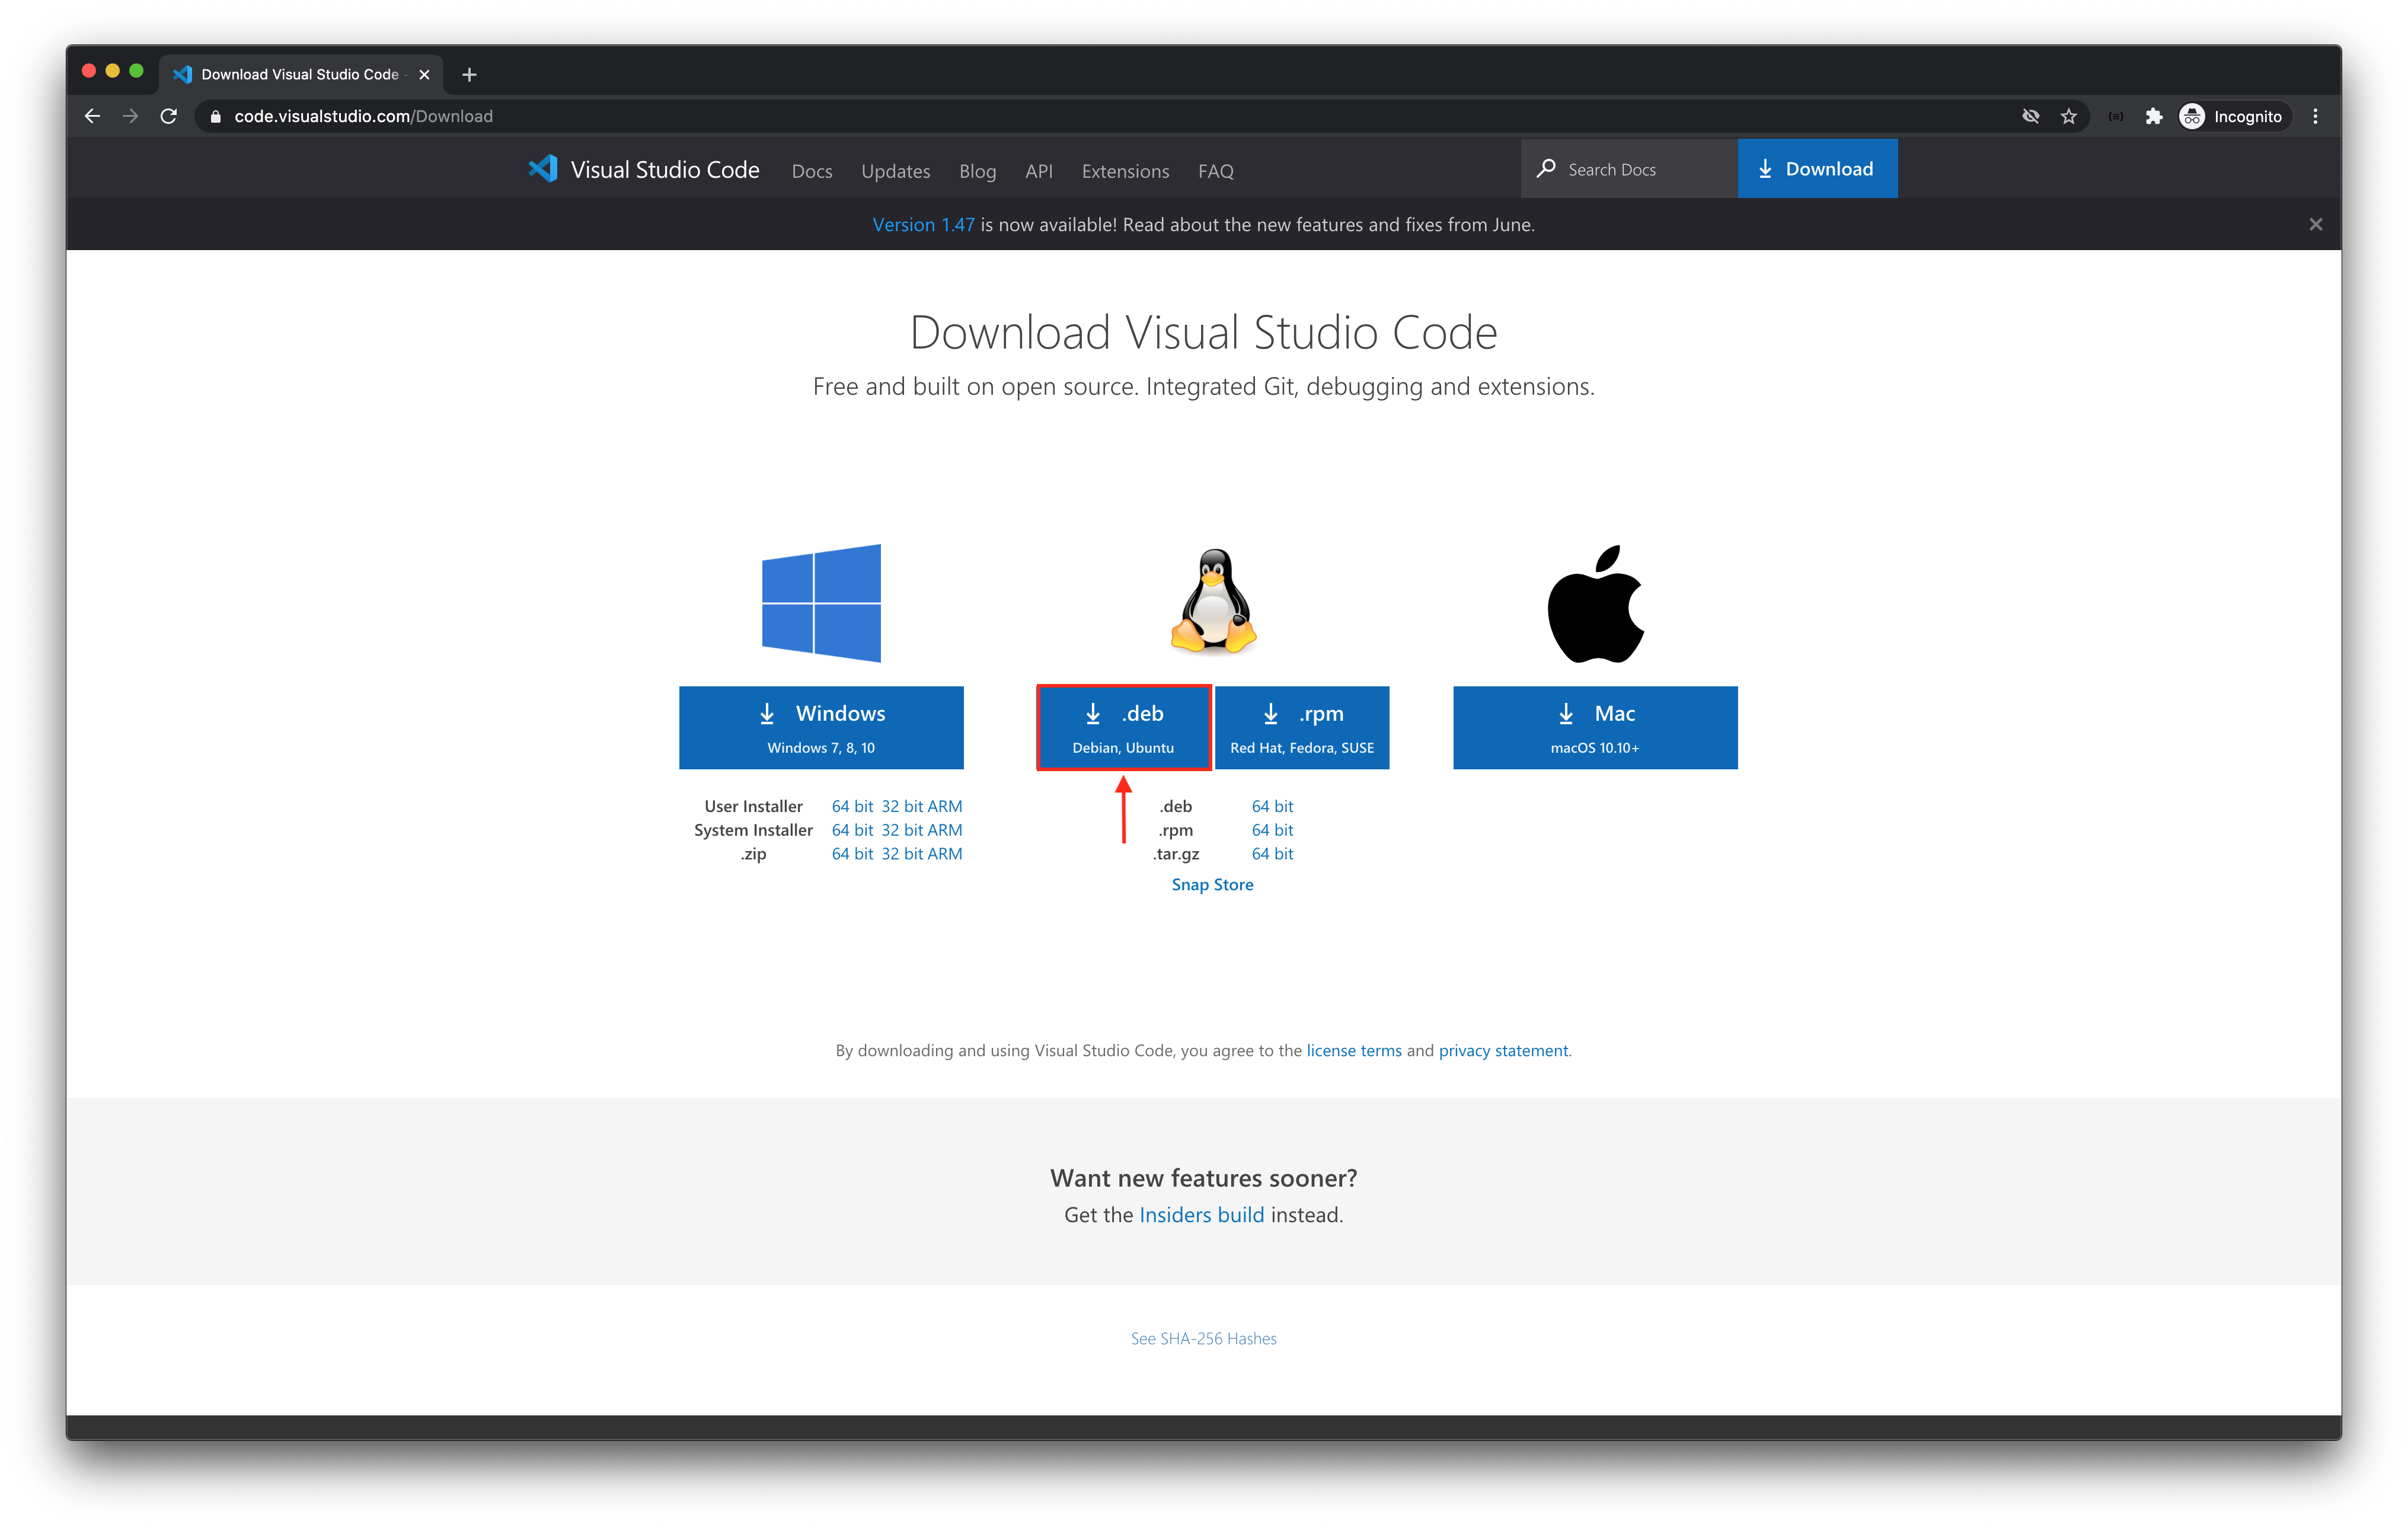 Download Visual Studio Code -
code.visualstudio.com/Download
Incognito
Visual Studio Code Docs Updates Blog API Extensions FAQ Search Docs Download
Version 1.47 is now available! Read about the new features and fixes from June.
Download Visual Studio Code
Free and built on open source. Integrated Git, debugging and extensions.
Windows
Windows 7, 8, 10
.deb
Debian, Ubuntu
.rpm
Red Hat, Fedora, SUSE
Mac
macOS 10.10+
User Installer 64 bit 32 bit ARM
System Installer 64 bit 32 bit ARM
.zip 64 bit 32 bit ARM
.deb 64 bit
.rpm 64 bit
.tar.gz 64 bit
Snap Store
By downloading and using Visual Studio Code, you agree to the license terms and privacy statement.
Want new features sooner?
Get the Insiders build instead.
See SHA-256 Hashes